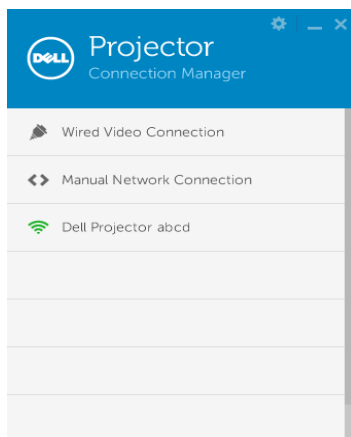 DELL
Projector
Connection Manager
Wired Video Connection
Manual Network Connection
Dell Projector abcd